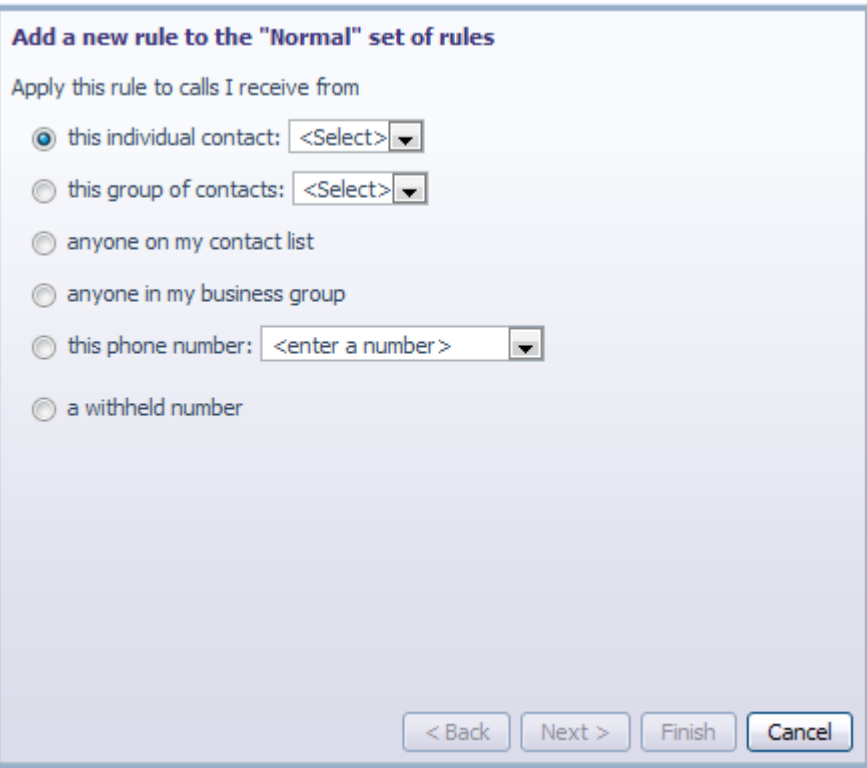 Add a new rule to the "Normal" set of rules
Apply this rule to calls I receive from
this individual contact: <Select>
this group of contacts: <Select>
anyone on my contact list
anyone in my business group
this phone number: <enter a number>
a withheld number
< Back Next > Finish Cancel